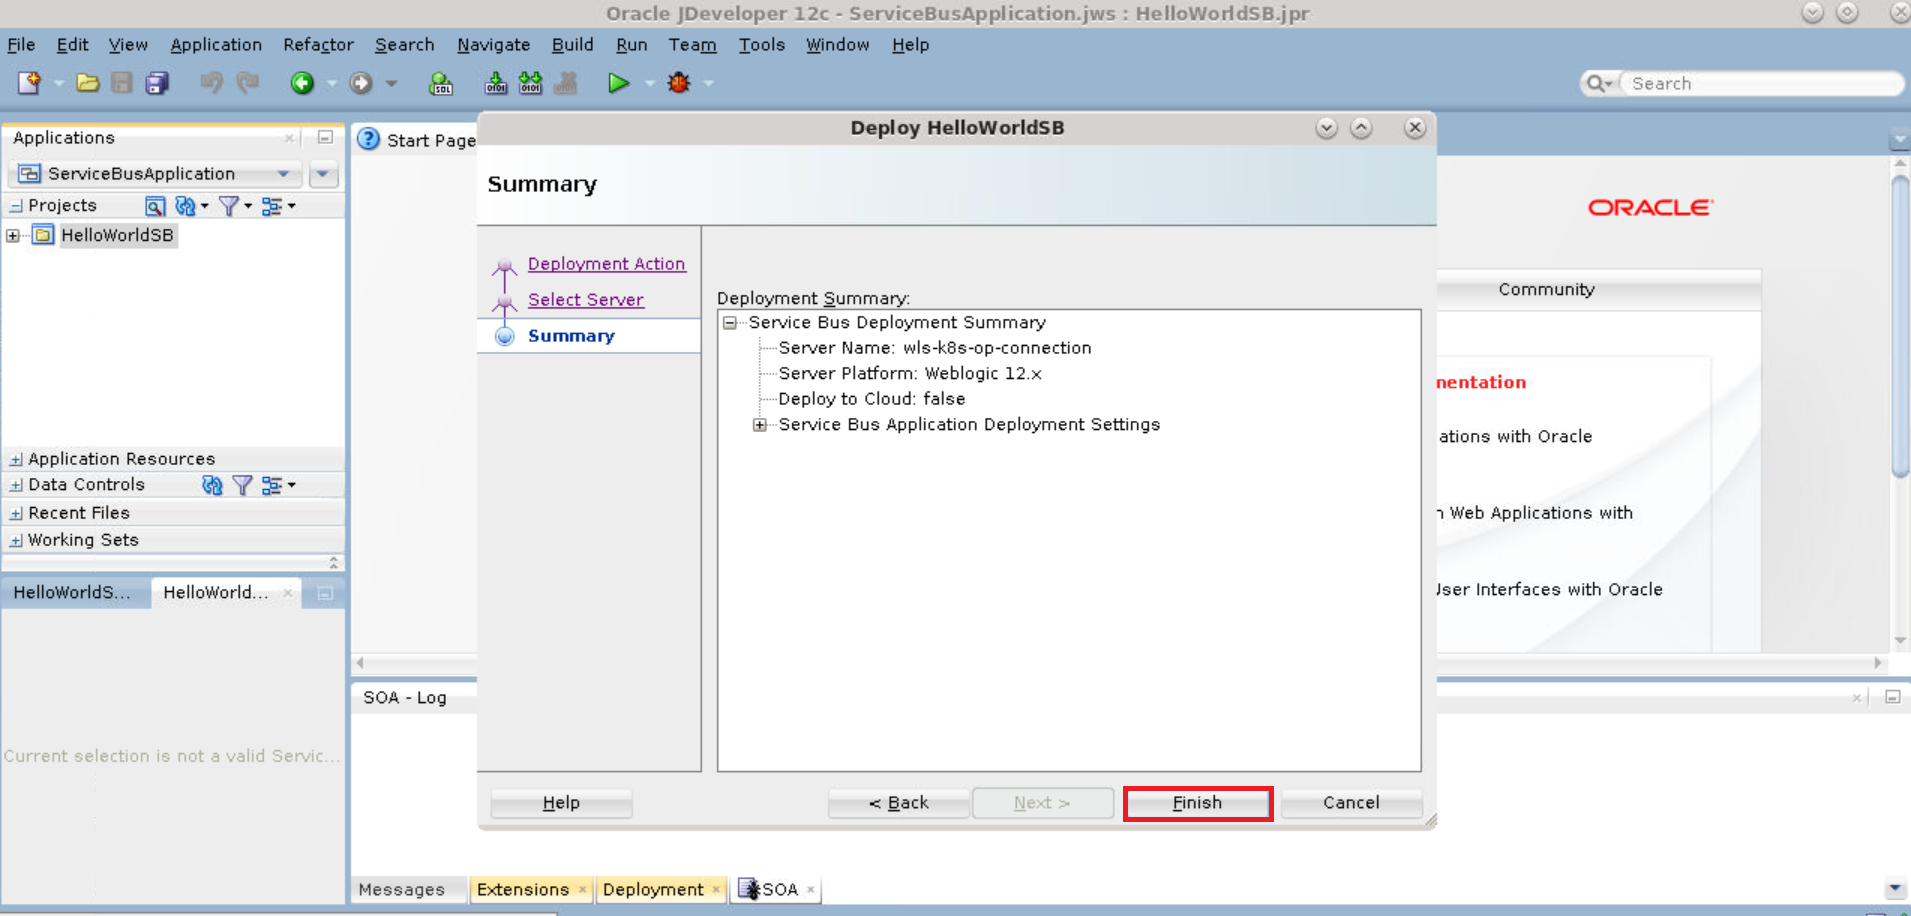 Oracle JDeveloper 12c - ServiceBusApplication.jws : HelloWorldSB.jpr
File Edit View Application Refactor Search Navigate Build Run Team Tools Window Help
Search
Applications
Start Page
ServiceBusApplication
Projects
HelloWorldSB
Application Resources
Data Controls
Recent Files
Working Sets
HelloWorldS...
HelloWorld...
Current selection is not a valid Servic...
Deploy HelloWorldSB
Summary
Deployment Action
Select Server
Summary
Deployment Summary:
Service Bus Deployment Summary
Server Name: wls-k8s-op-connection
Server Platform: Weblogic 12.x
Deploy to Cloud: false
Service Bus Application Deployment Settings
Help
< Back
Next >
Finish
Cancel
ORACLE
Community
mentation
ations with Oracle
n Web Applications with
User Interfaces with Oracle
SOA - Log
Messages
Extensions
Deployment
SOA